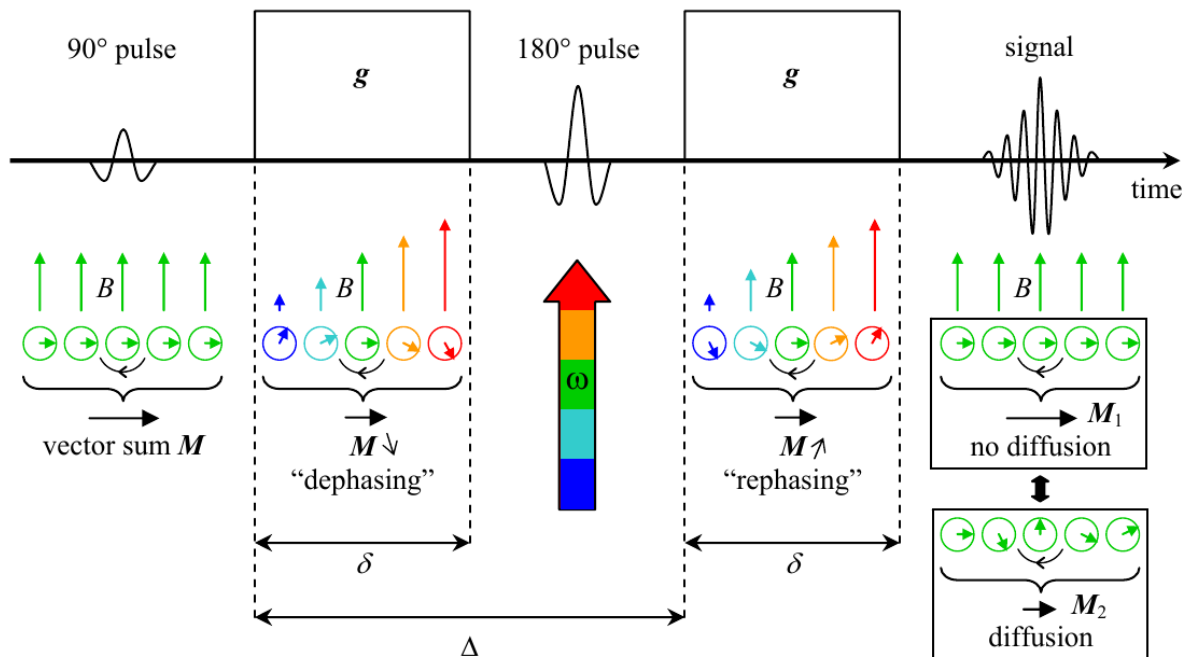 90° pulse
g
180° pulse
g
signal
time
B
B
ω
B
B
vector sum M
M ↘
"dephasing"
M ↗
"rephasing"
M₁
no diffusion
δ
δ
Δ
M₂
diffusion